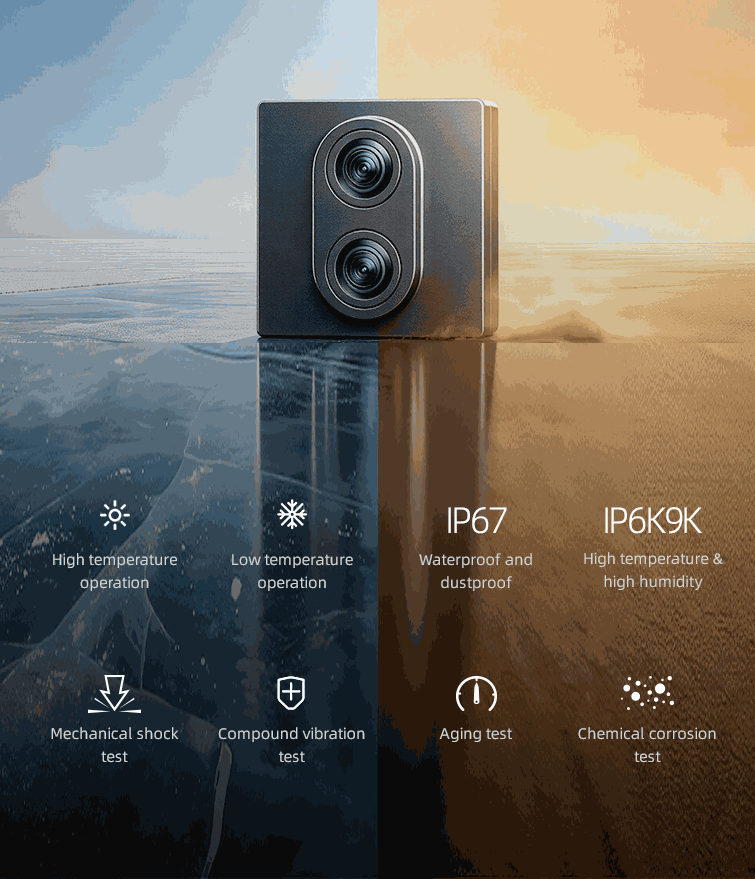 High temperature
operation
Low temperature
operation
IP67
Waterproof and
dustproof
IP6K9K
High temperature &
high humidity
Mechanical shock
test
Compound vibration
test
Aging test
Chemical corrosion
test